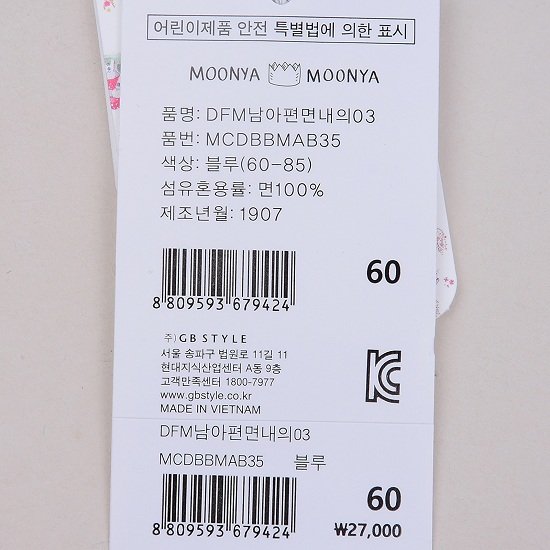 어린이제품 안전 특별법에 의한 표시
MOONYA MOONYA
품명: DFM남아편면내의03
품번: MCDBBMAB35
색상: 블루(60-85)
섬유혼용률: 면100%
제조년월: 1907
8 809593 679424
60
주) GB STYLE
서울 송파구 법원로 11길 11
현대지식산업센터 A동 9층
고객만족센터 1800-7977
www.gbstyle.co.kr
MADE IN VIETNAM
DFM남아편면내의03
MCDBBMAB35 블루
8 809593 679424
60
₩27,000